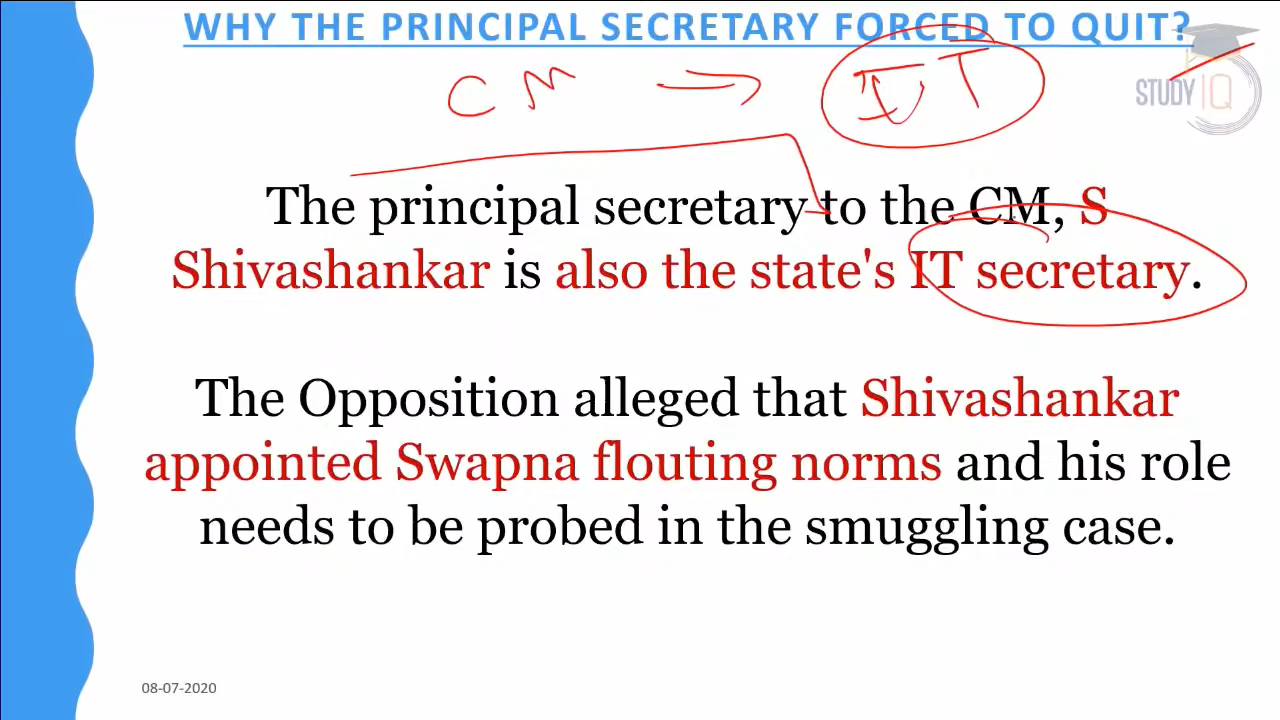 WHY THE PRINCIPAL SECRETARY FORCED TO QUIT?
STUDY IQ
CM → IT
The principal secretary to the CM, S
Shivashankar is also the state's IT secretary.
The Opposition alleged that Shivashankar
appointed Swapna flouting norms and his role
needs to be probed in the smuggling case.
08-07-2020